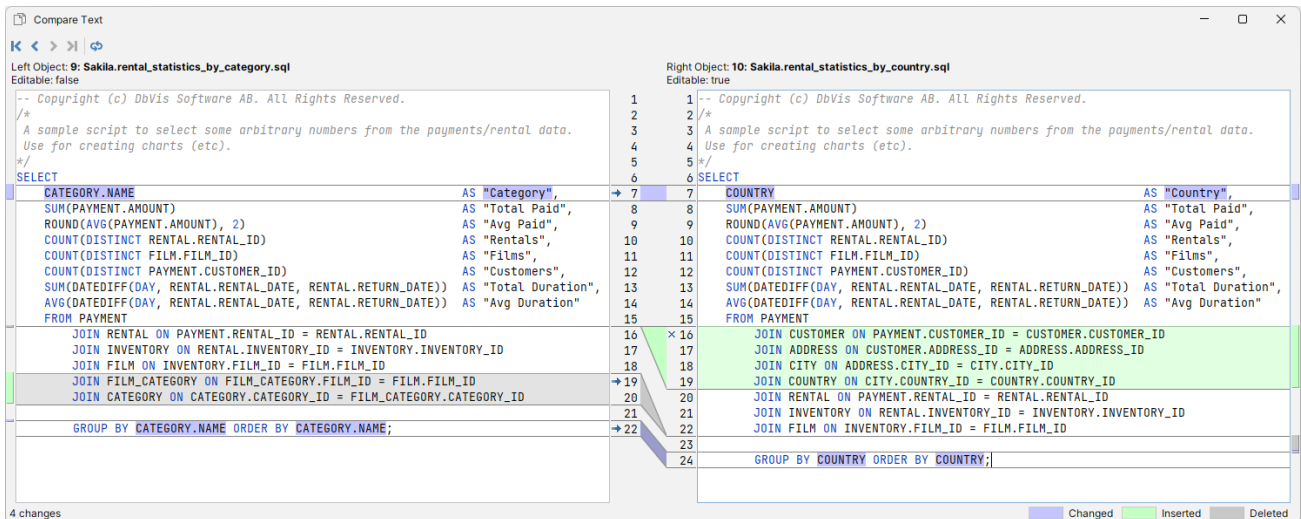 Compare Text
Left Object: 9: Sakila.rental_statistics_by_category.sql
Editable: false
-- Copyright (c) DbVis Software AB. All Rights Reserved.
/*
A sample script to select some arbitrary numbers from the payments/rental data.
Use for creating charts (etc).
*/
SELECT
CATEGORY.NAME AS "Category",
SUM(PAYMENT.AMOUNT) AS "Total Paid",
ROUND(AVG(PAYMENT.AMOUNT), 2) AS "Avg Paid",
COUNT(DISTINCT RENTAL.RENTAL_ID) AS "Rentals",
COUNT(DISTINCT FILM.FILM_ID) AS "Films",
COUNT(DISTINCT PAYMENT.CUSTOMER_ID) AS "Customers",
SUM(DATEDIFF(DAY, RENTAL.RENTAL_DATE, RENTAL.RETURN_DATE)) AS "Total Duration",
AVG(DATEDIFF(DAY, RENTAL.RENTAL_DATE, RENTAL.RETURN_DATE)) AS "Avg Duration"
FROM PAYMENT
JOIN RENTAL ON PAYMENT.RENTAL_ID = RENTAL.RENTAL_ID
JOIN INVENTORY ON RENTAL.INVENTORY_ID = INVENTORY.INVENTORY_ID
JOIN FILM ON INVENTORY.FILM_ID = FILM.FILM_ID
JOIN FILM_CATEGORY ON FILM_CATEGORY.FILM_ID = FILM.FILM_ID
JOIN CATEGORY ON CATEGORY.CATEGORY_ID = FILM_CATEGORY.CATEGORY_ID
GROUP BY CATEGORY.NAME ORDER BY CATEGORY.NAME;
1
2
3
4
5
6
7
8
9
10
11
12
13
14
15
16
17
18
19
20
21
22
Right Object: 10: Sakila.rental_statistics_by_country.sql
Editable: true
1 -- Copyright (c) DbVis Software AB. All Rights Reserved.
2 /*
3 A sample script to select some arbitrary numbers from the payments/rental data.
4 Use for creating charts (etc).
5 */
6 SELECT
7 COUNTRY AS "Country",
8 SUM(PAYMENT.AMOUNT) AS "Total Paid",
9 ROUND(AVG(PAYMENT.AMOUNT), 2) AS "Avg Paid",
10 COUNT(DISTINCT RENTAL.RENTAL_ID) AS "Rentals",
11 COUNT(DISTINCT FILM.FILM_ID) AS "Films",
12 COUNT(DISTINCT PAYMENT.CUSTOMER_ID) AS "Customers",
13 SUM(DATEDIFF(DAY, RENTAL.RENTAL_DATE, RENTAL.RETURN_DATE)) AS "Total Duration",
14 AVG(DATEDIFF(DAY, RENTAL.RENTAL_DATE, RENTAL.RETURN_DATE)) AS "Avg Duration"
15 FROM PAYMENT
16 JOIN CUSTOMER ON PAYMENT.CUSTOMER_ID = CUSTOMER.CUSTOMER_ID
17 JOIN ADDRESS ON CUSTOMER.ADDRESS_ID = ADDRESS.ADDRESS_ID
18 JOIN CITY ON ADDRESS.CITY_ID = CITY.CITY_ID
19 JOIN COUNTRY ON CITY.COUNTRY_ID = COUNTRY.COUNTRY_ID
20 JOIN RENTAL ON PAYMENT.RENTAL_ID = RENTAL.RENTAL_ID
21 JOIN INVENTORY ON RENTAL.INVENTORY_ID = INVENTORY.INVENTORY_ID
22 JOIN FILM ON INVENTORY.FILM_ID = FILM.FILM_ID
23
24 GROUP BY COUNTRY ORDER BY COUNTRY;
4 changes
Changed Inserted Deleted